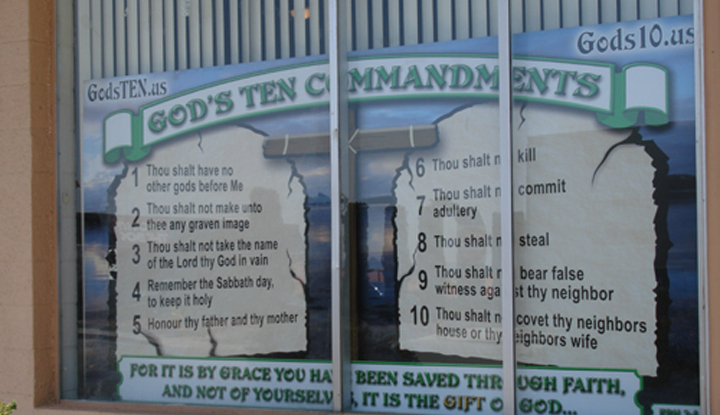 GodsTEN.us
Gods10.us
GOD'S TEN COMMANDMENTS
1 Thou shalt have no
other gods before Me
2 Thou shalt not make unto
thee any graven image
3 Thou shalt not take the name
of the Lord thy God in vain
4 Remember the Sabbath day,
to keep it holy
5 Honour thy father and thy mother
6 Thou shalt n kill
7 Thou shalt n commit
adultery
8 Thou shalt n steal
9 Thou shalt n bear false
witness aga st thy neighbor
10 Thou shalt n covet thy neighbors
house or thy eighbors wife
FOR IT IS BY GRACE YOU HAV BEEN SAVED THR UGH FAITH,
AND NOT OF YOURSELV S, IT IS THE GIFT O GOD...